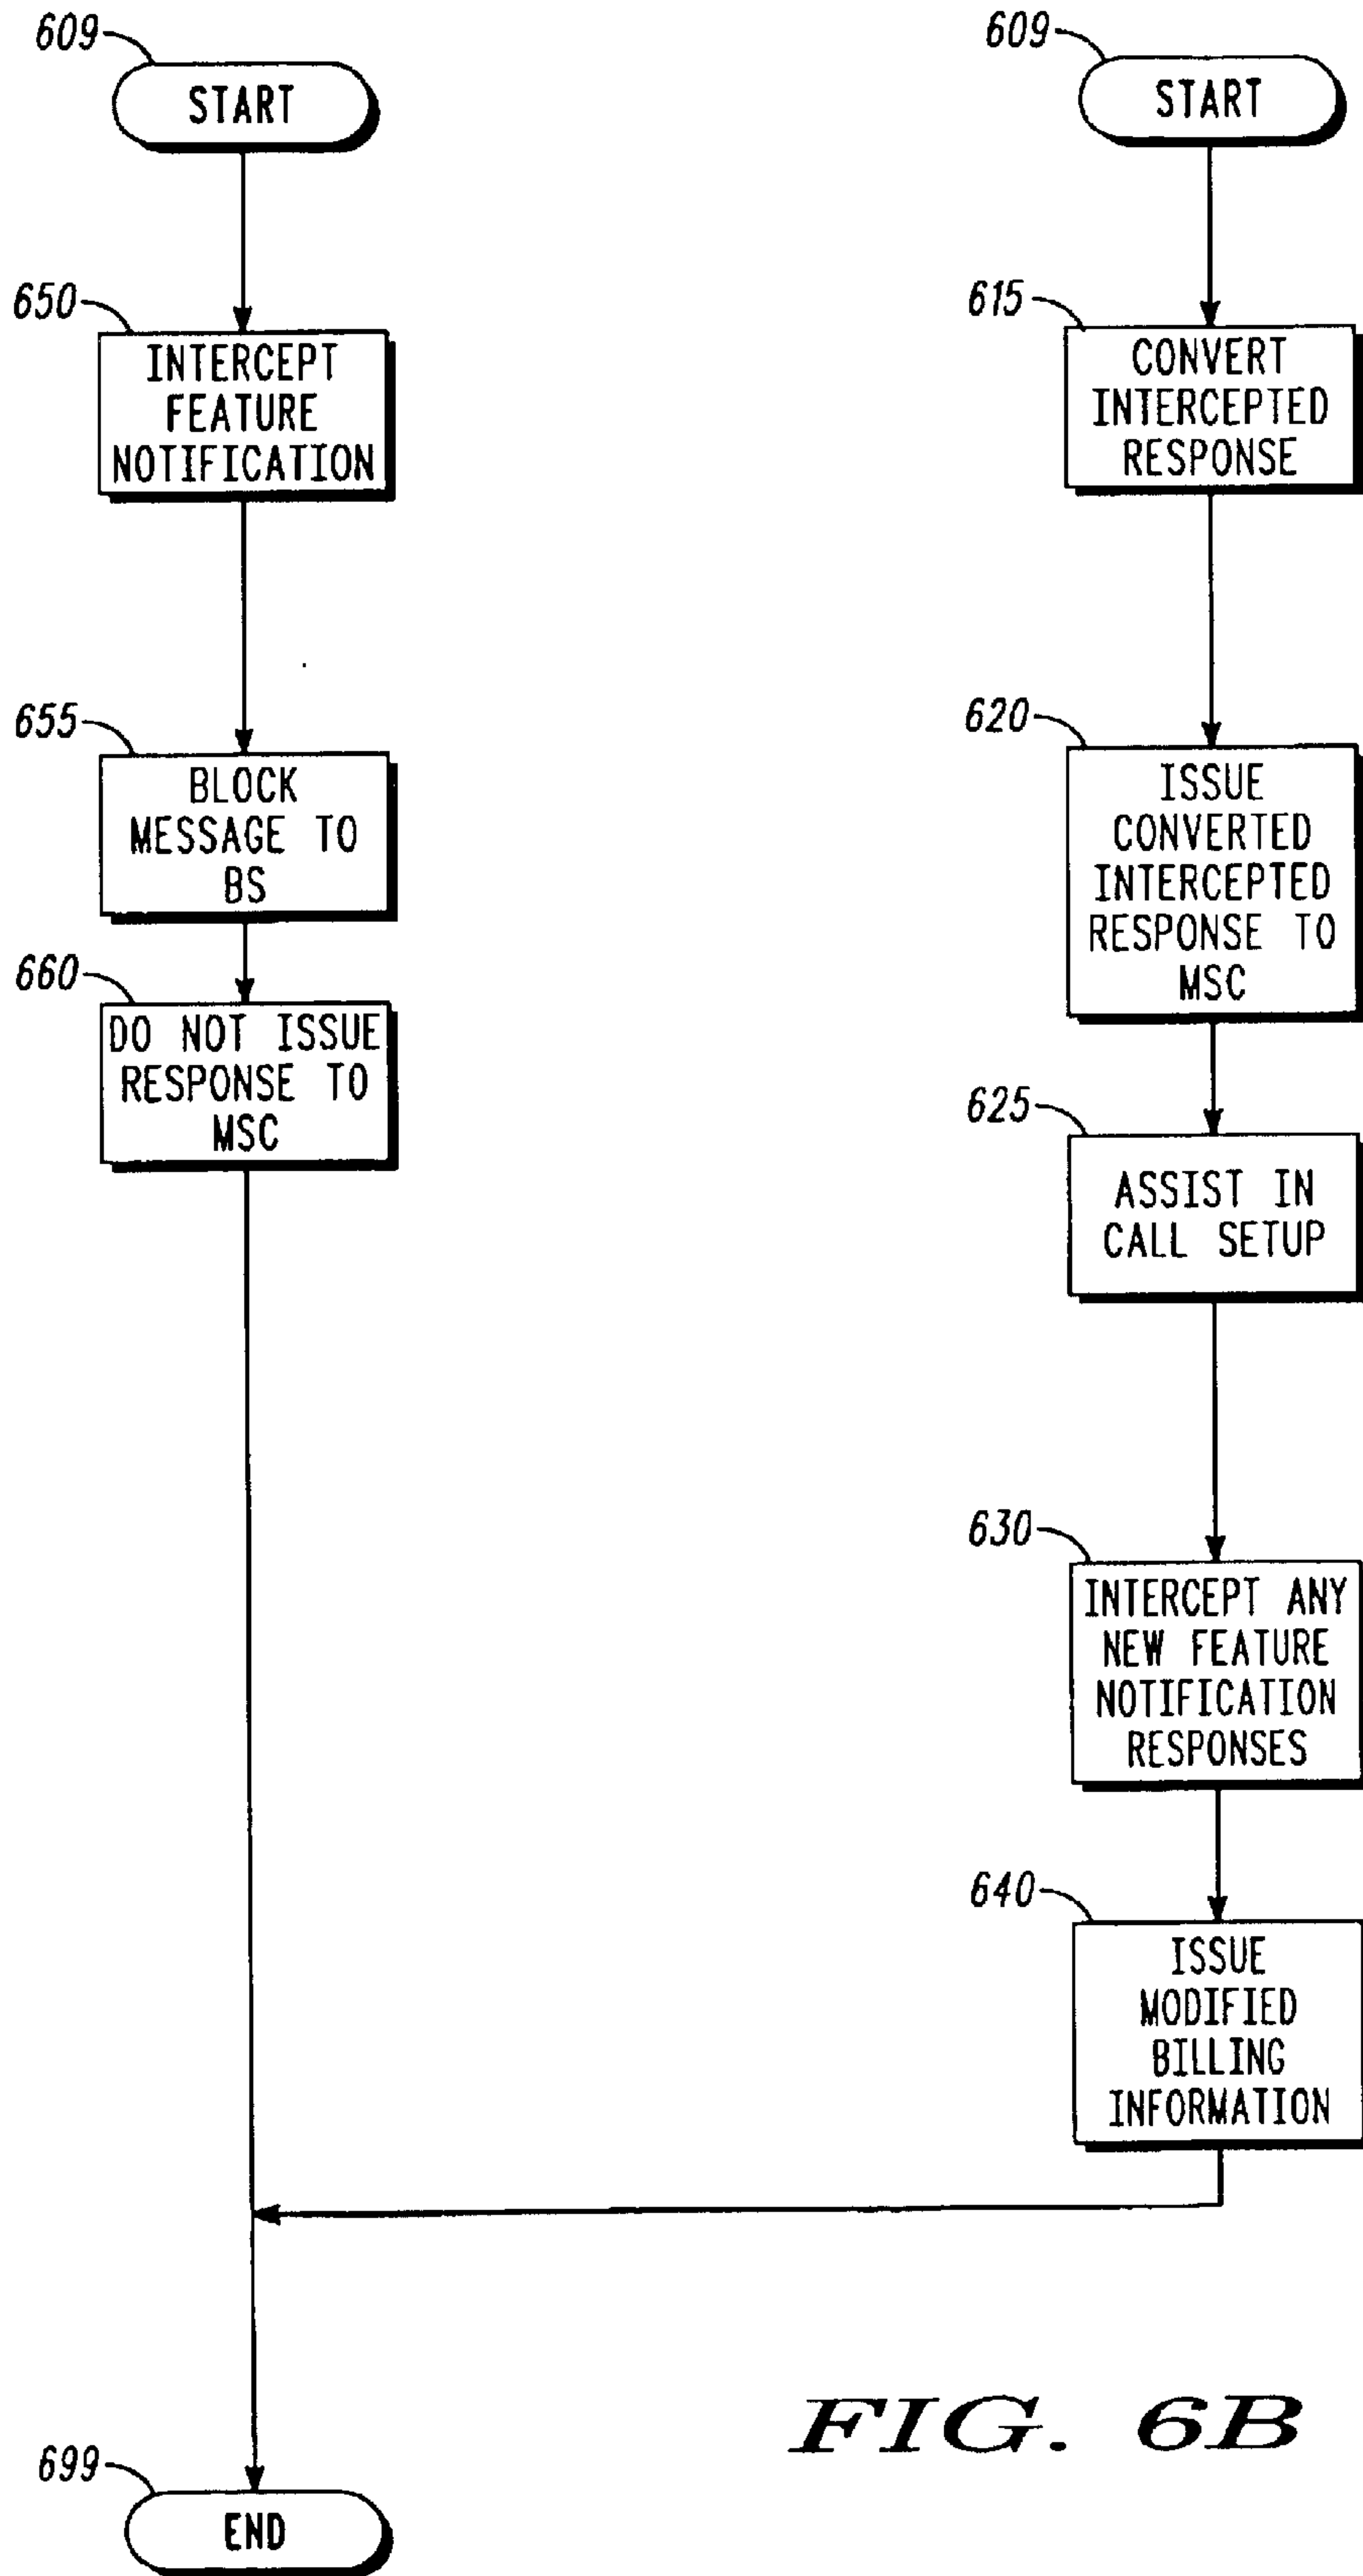 609
START
650
INTERCEPT
FEATURE
NOTIFICATION
655
BLOCK
MESSAGE TO
BS
660
DO NOT ISSUE
RESPONSE TO
MSC
609
START
615
CONVERT
INTERCEPTED
RESPONSE
620
ISSUE
CONVERTED
INTERCEPTED
RESPONSE TO
MSC
625
ASSIST IN
CALL SETUP
630
INTERCEPT ANY
NEW FEATURE
NOTIFICATION
RESPONSES
640
ISSUE
MODIFIED
BILLING
INFORMATION
699
END
FIG. 6B